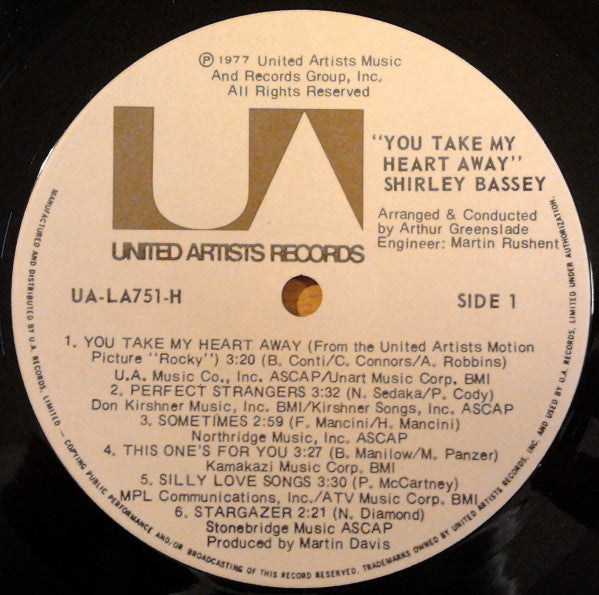 ℗ 1977 United Artists Music
And Records Group, Inc.
All Rights Reserved
UA
UNITED ARTISTS RECORDS
"YOU TAKE MY
HEART AWAY"
SHIRLEY BASSEY
Arranged & Conducted
by Arthur Greenslade
Engineer: Martin Rushent
UA-LA751-H
SIDE 1
1. YOU TAKE MY HEART AWAY (From the United Artists Motion
Picture "Rocky") 3:20 (B. Conti/C. Connors/A. Robbins)
U.A. Music Co., Inc. ASCAP/Unart Music Corp. BMI
2. PERFECT STRANGERS 3:32 (N. Sedaka/P. Cody)
Don Kirshner Music, Inc. BMI/Kirshner Songs, Inc. ASCAP
3. SOMETIMES 2:59 (F. Mancini/H. Mancini)
Northridge Music, Inc. ASCAP
4. THIS ONE'S FOR YOU 3:27 (B. Manilow/M. Panzer)
Kamakazi Music Corp. BMI
5. SILLY LOVE SONGS 3:30 (P. McCartney)
MPL Communications, Inc./ATV Music Corp. BMI
6. STARGAZER 2:21 (N. Diamond)
Stonebridge Music ASCAP
Produced by Martin Davis
MANUFACTURED AND DISTRIBUTED BY U.A. RECORDS, LIMITED — COPYING PUBLIC PERFORMANCE AND/OR BROADCASTING OF THIS RECORD RESERVED. TRADEMARKS OWNED BY UNITED ARTISTS RECORDS, INC. AND USED BY U.A. RECORDS, LIMITED UNDER AUTHORIZATION.